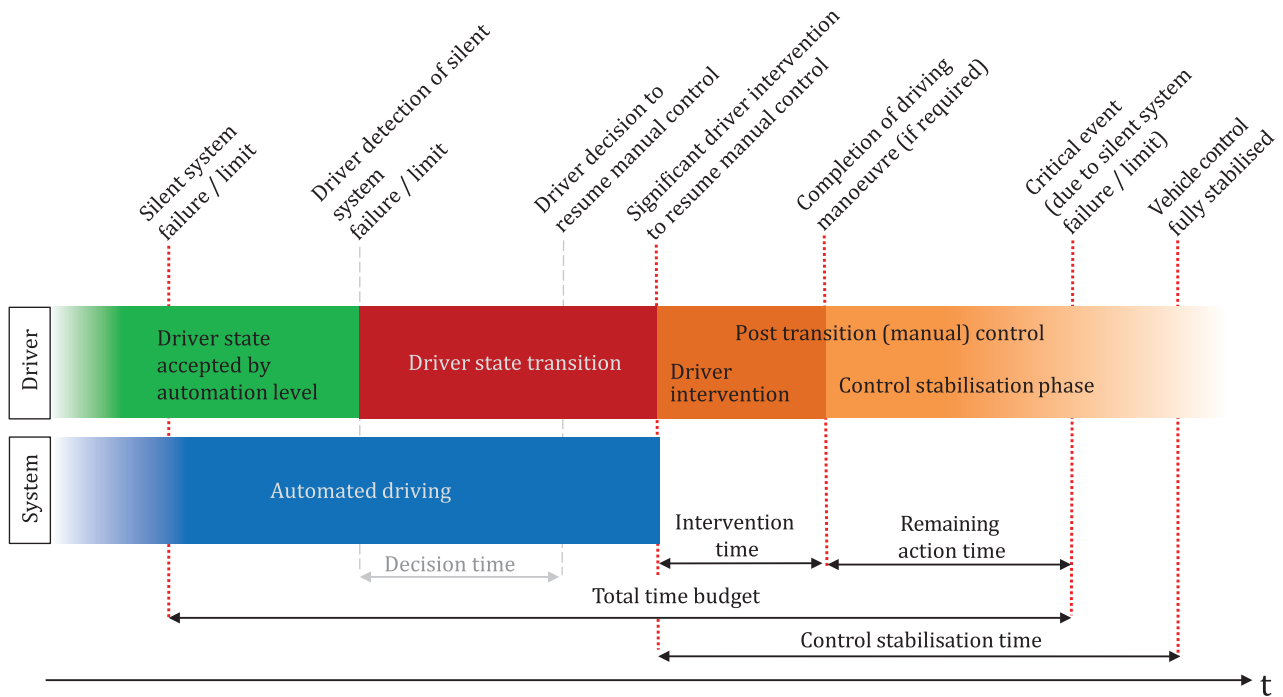 Silent system
failure / limit
Driver detection of silent
system
failure / limit
Driver decision to
resume manual control
Significant driver intervention
to resume manual control
Completion of driving
manoeuvre (if required)
Critical event
(due to silent system
failure / limit)
Vehicle control
fully stabilised
Driver
Driver state
accepted by
automation level
Driver state transition
Post transition (manual) control
Driver
intervention
Control stabilisation phase
System
Automated driving
Intervention
time
Remaining
action time
Decision time
Total time budget
Control stabilisation time
t